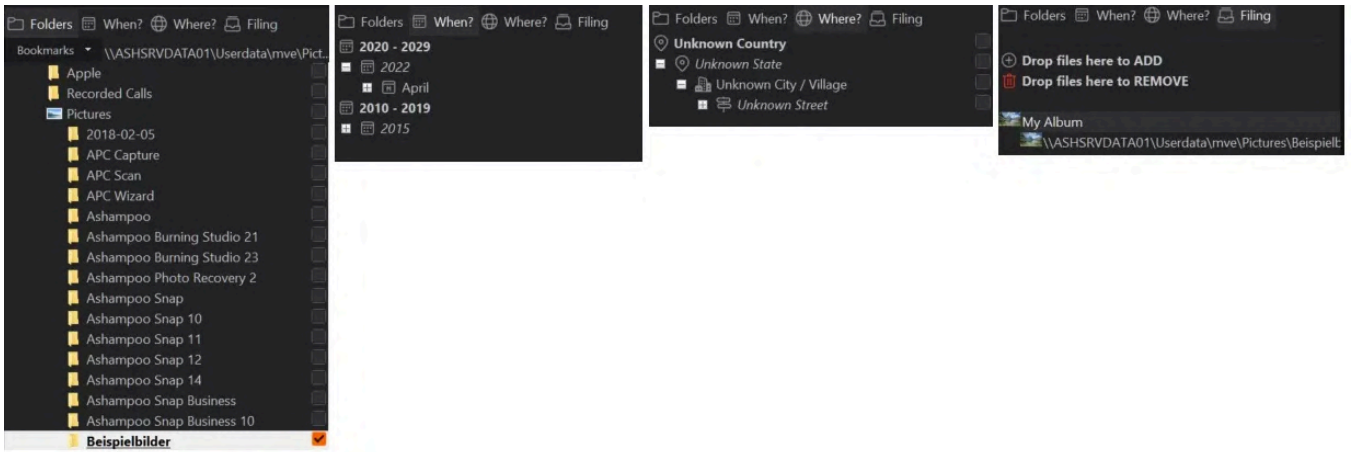 Folders When? Where? Filing
Bookmarks \\ASHSRVDATA01\Userdata\mve\Pict...
Apple
Recorded Calls
Pictures
2018-02-05
APC Capture
APC Scan
APC Wizard
Ashampoo
Ashampoo Burning Studio 21
Ashampoo Burning Studio 23
Ashampoo Photo Recovery 2
Ashampoo Snap
Ashampoo Snap 10
Ashampoo Snap 11
Ashampoo Snap 12
Ashampoo Snap 14
Ashampoo Snap Business
Ashampoo Snap Business 10
Beispielbilder
Folders When? Where? Filing
2020 - 2029
2022
April
2010 - 2019
2015
Folders When? Where? Filing
Unknown Country
Unknown State
Unknown City / Village
Unknown Street
Folders When? Where? Filing
Drop files here to ADD
Drop files here to REMOVE
My Album
\\ASHSRVDATA01\Userdata\mve\Pictures\Beispielb